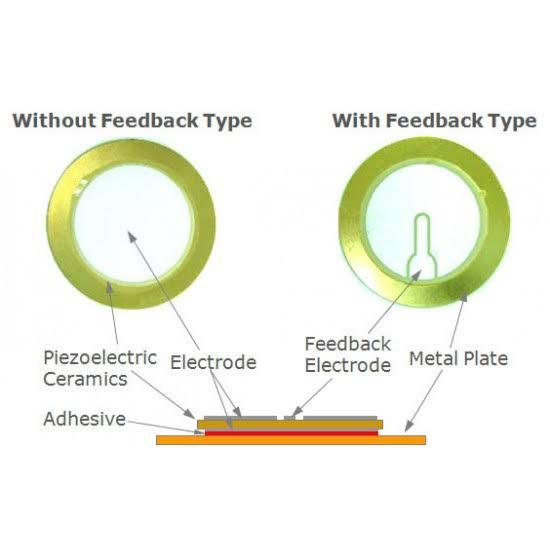 Without Feedback Type
With Feedback Type
Piezoelectric
Ceramics
Electrode
Feedback
Electrode
Metal Plate
Adhesive